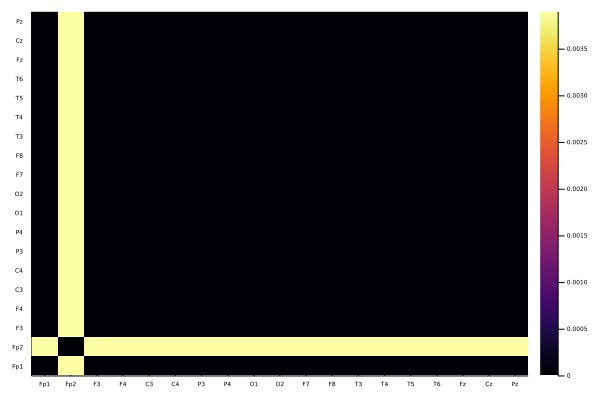 Pz
Cz
Fz
T6
T5
T4
T3
F8
F7
O2
O1
P4
P3
C4
C3
F4
F3
Fp2
Fp1
Fp1 Fp2 F3 F4 C3 C4 P3 P4 O1 O2 F7 F8 T3 T4 T5 T6 Fz Cz Pz
0.0035
0.0030
0.0025
0.0020
0.0015
0.0010
0.0005
0